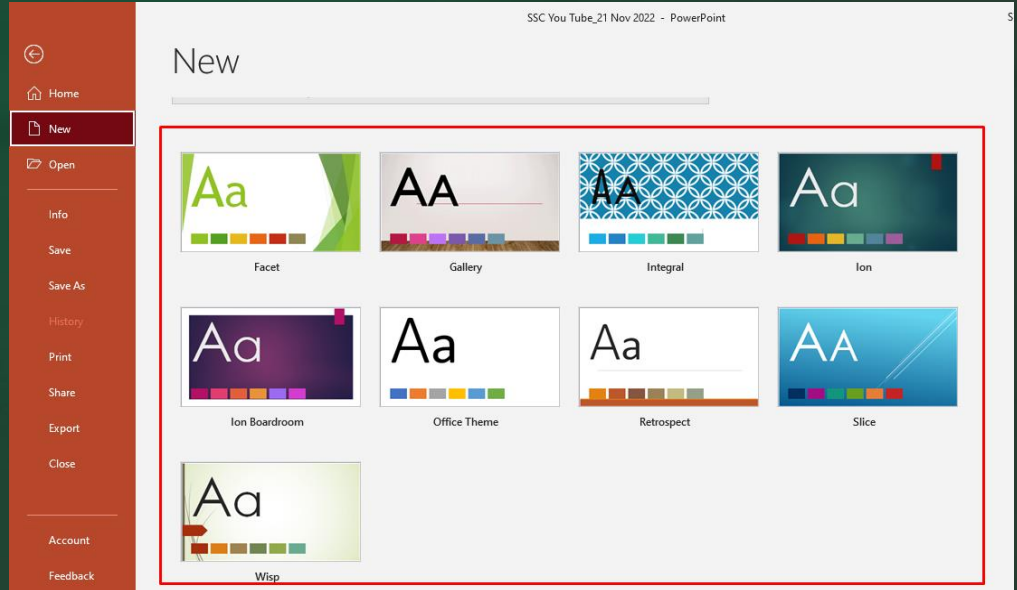 SSC You Tube_21 Nov 2022 - PowerPoint
S
New
Home
New
Open
Info
Save
Save As
History
Print
Share
Export
Close
Account
Feedback
Aa
Facet
AA
Gallery
AA
Integral
Aa
Ion
Aa
Ion Boardroom
Aa
Office Theme
Aa
Retrospect
AA
Slice
Aa
Wisp